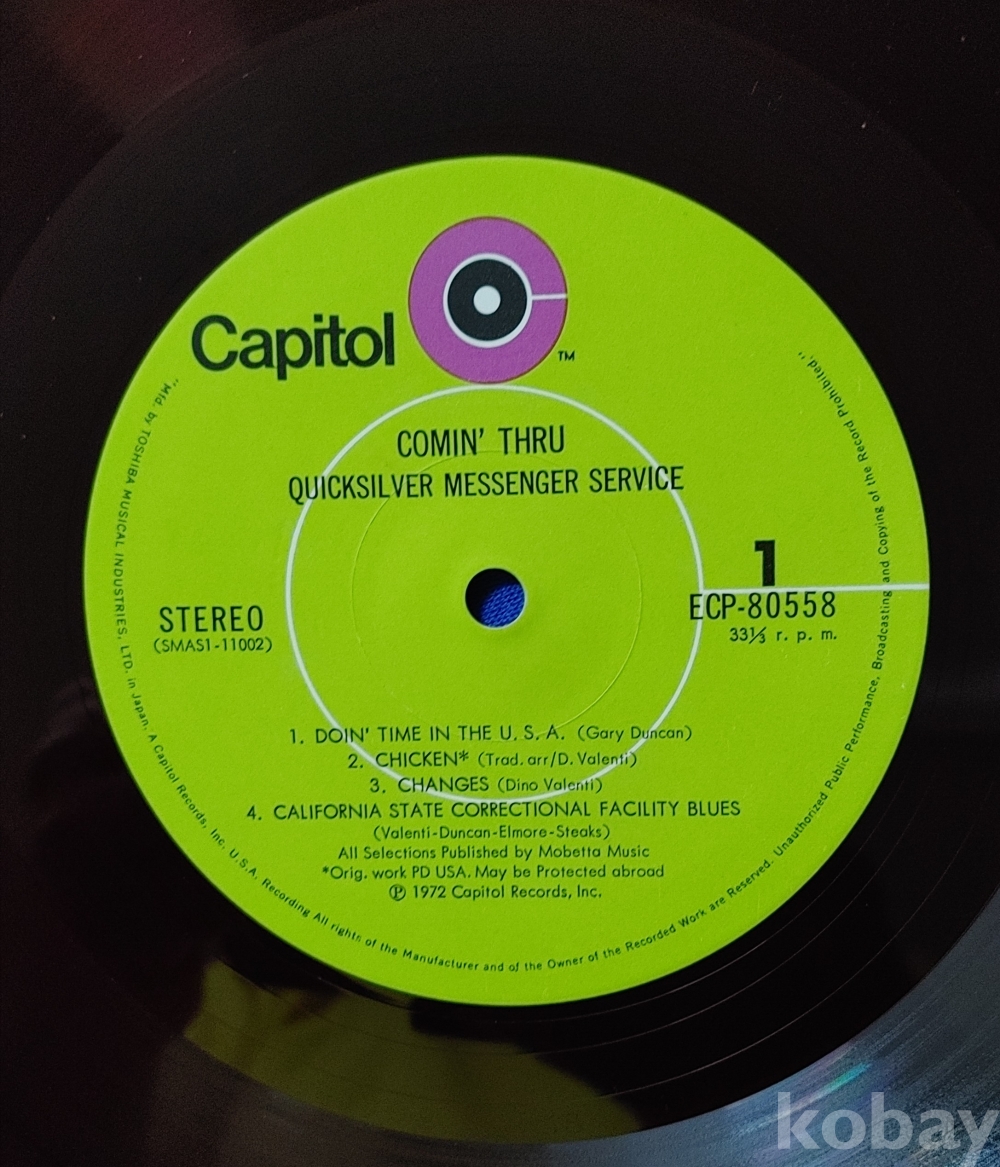 Capitol
TM
COMIN' THRU
QUICKSILVER MESSENGER SERVICE
1
STEREO
ECP-80558
(SMAS1-11002)
33⅓ r. p. m.
1. DOIN' TIME IN THE U. S. A. (Gary Duncan)
2. CHICKEN* (Trad. arr/D. Valenti)
3. CHANGES (Dino Valenti)
4. CALIFORNIA STATE CORRECTIONAL FACILITY BLUES
(Valenti-Duncan-Elmore-Steaks)
All Selections Published by Mobetta Music
*Orig. work PD USA. May be Protected abroad
℗ 1972 Capitol Records, Inc.
"Mfd. by TOSHIBA MUSICAL INDUSTRIES, LTD. in Japan. A Capitol Records, Inc. U.S.A. Recording All rights of the Manufacturer and of the Owner of the Recorded Work are Reserved. Unauthorized Public Performance, Broadcasting and Copying of the Record Prohibited."
kobay